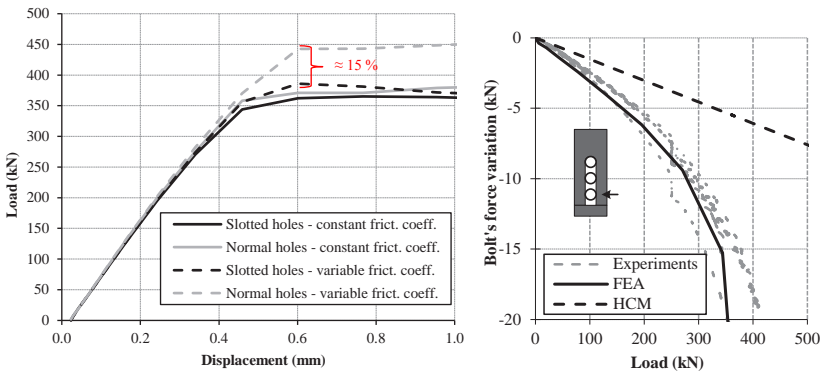 500
450
400
350
300
250
200
150
100
50
0
Load (kN)
≈ 15 %
Slotted holes - constant frict. coeff.
Normal holes - constant frict. coeff.
Slotted holes - variable frict. coeff.
Normal holes - variable frict. coeff.
0.0 0.2 0.4 0.6 0.8 1.0
Displacement (mm)
0
-5
-10
-15
-20
Bolt's force variation (kN)
Experiments
FEA
HCM
0 100 200 300 400 500
Load (kN)